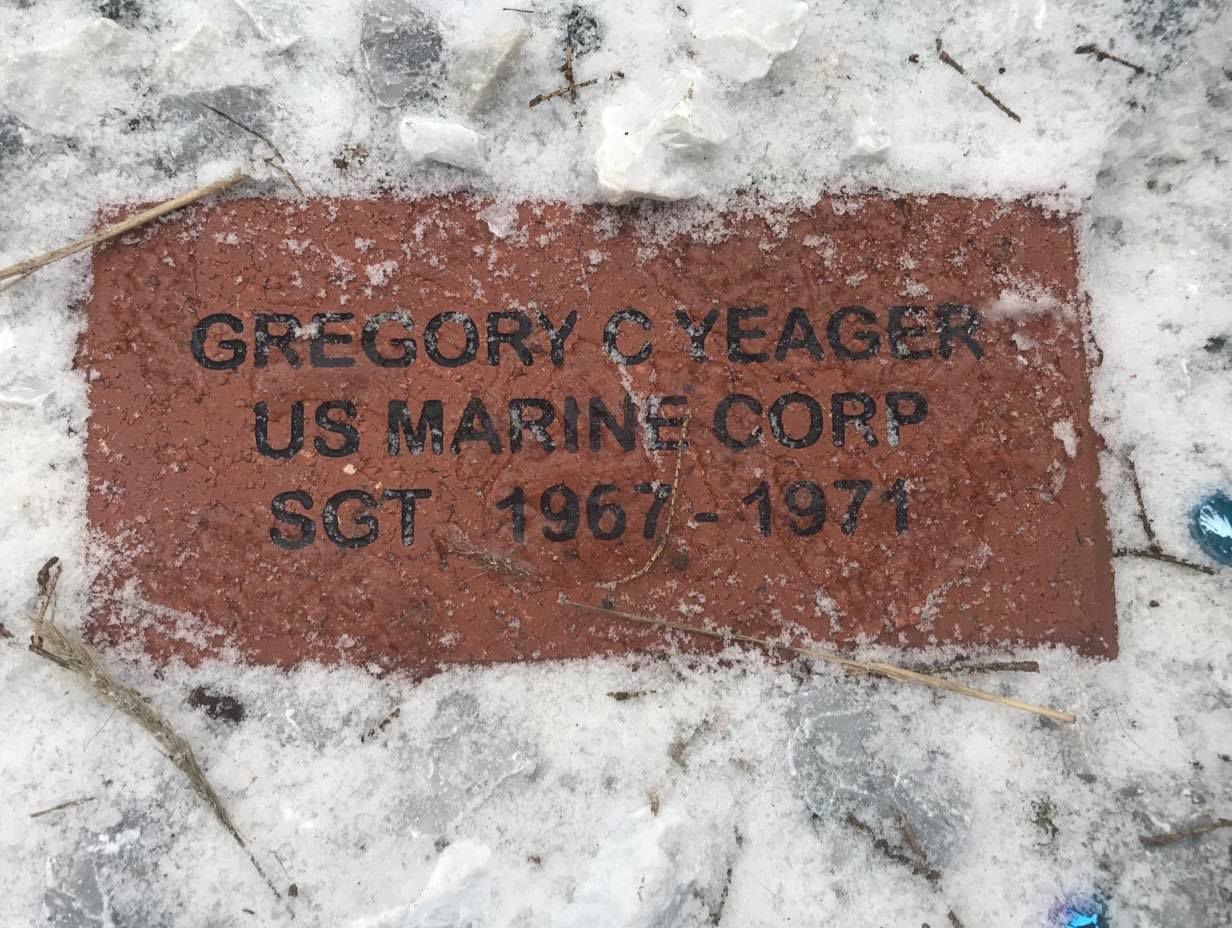 GREGORY C YEAGER
US MARINE CORP
SGT 1967 - 1971